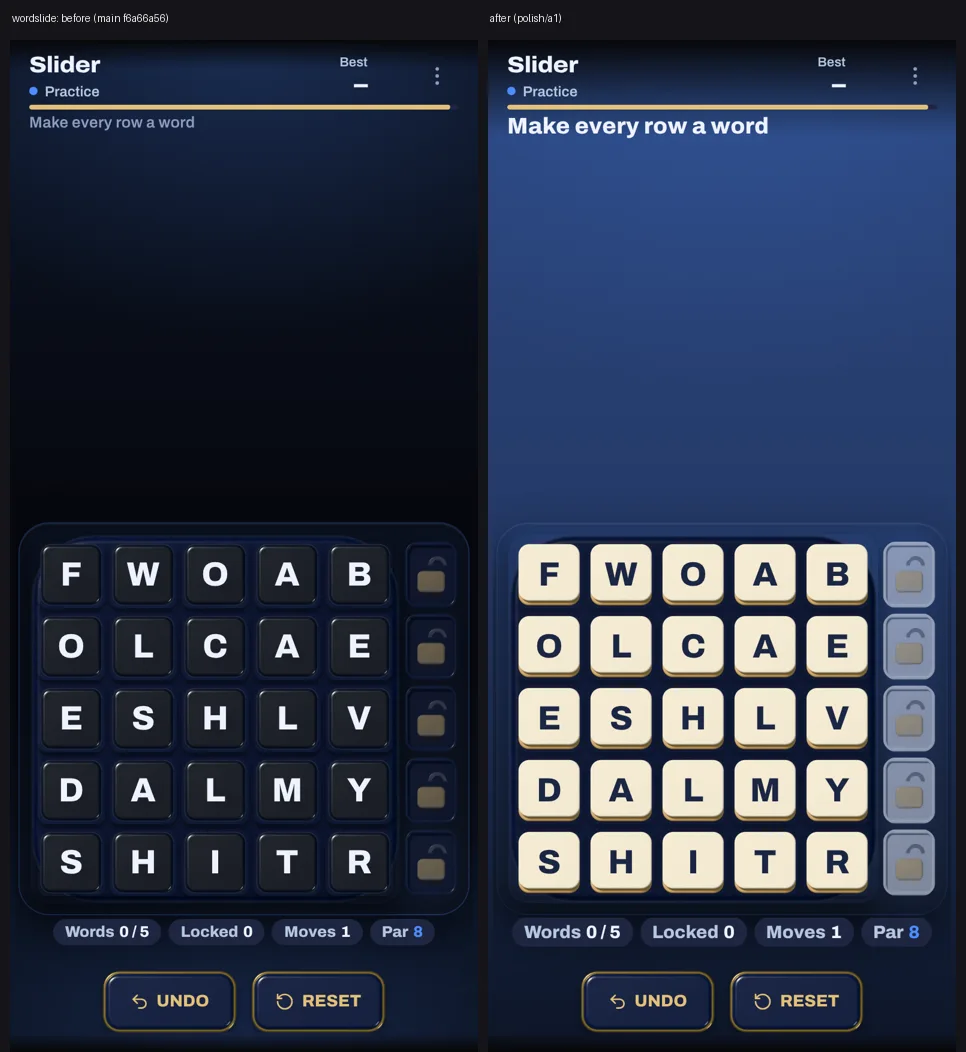 wordslide: before (main f6a66a56)
Slider
Best
Practice
–
Make every row a word
F W O A B
O L C A E
E S H L V
D A L M Y
S H I T R
Words 0 / 5 Locked 0 Moves 1 Par 8
UNDO RESET
after (polish/a1)
Slider
Best
Practice
–
Make every row a word
F W O A B
O L C A E
E S H L V
D A L M Y
S H I T R
Words 0 / 5 Locked 0 Moves 1 Par 8
UNDO RESET